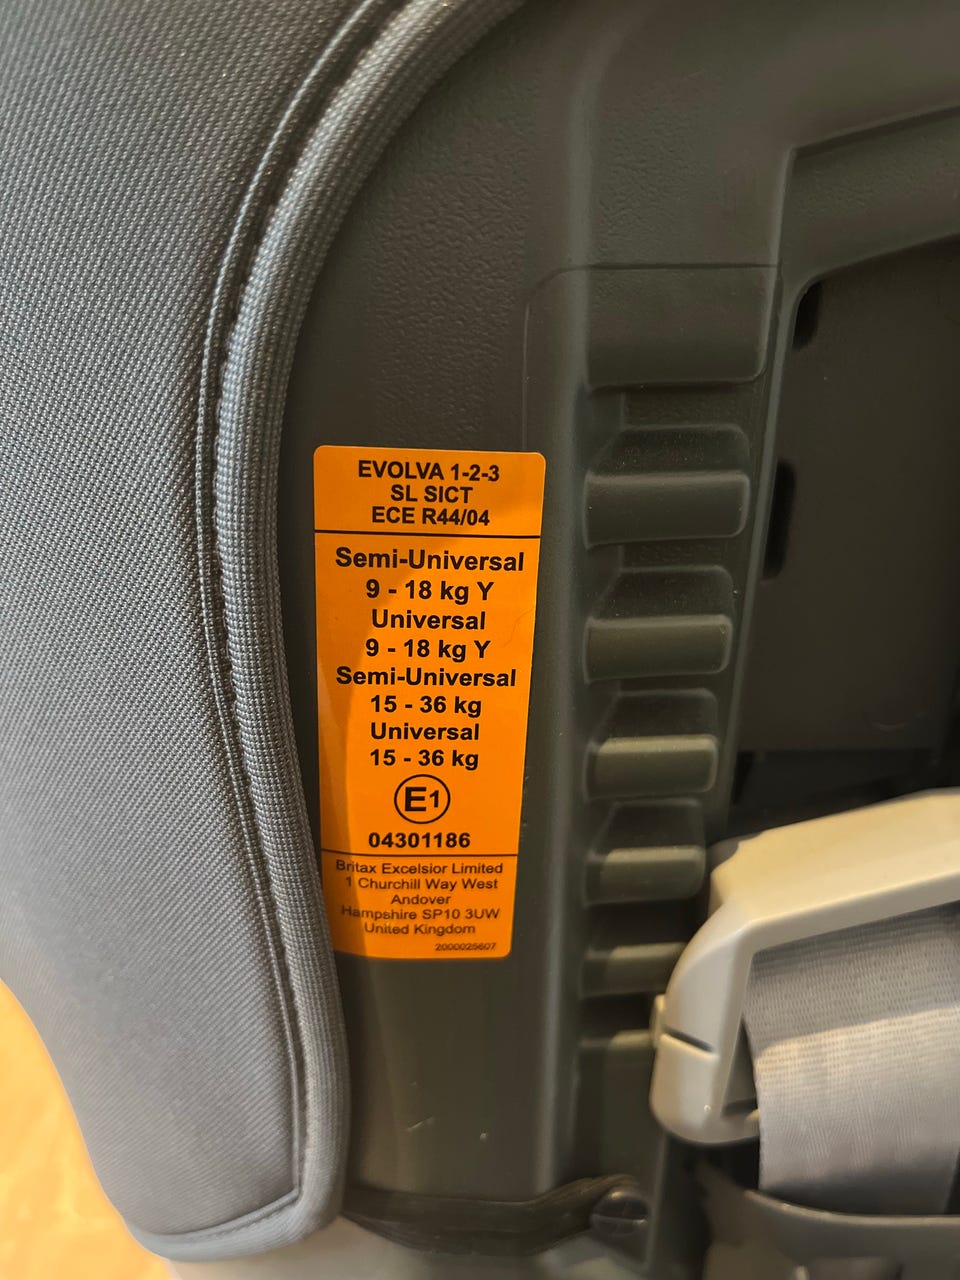 EVOLVA 1-2-3
SL SICT
ECE R44/04
Semi-Universal
9 - 18 kg Y
Universal
9 - 18 kg Y
Semi-Universal
15 - 36 kg
Universal
15 - 36 kg
E1
04301186
Britax Excelsior Limited
1 Churchill Way West
Andover
Hampshire SP10 3UW
United Kingdom
2000025607